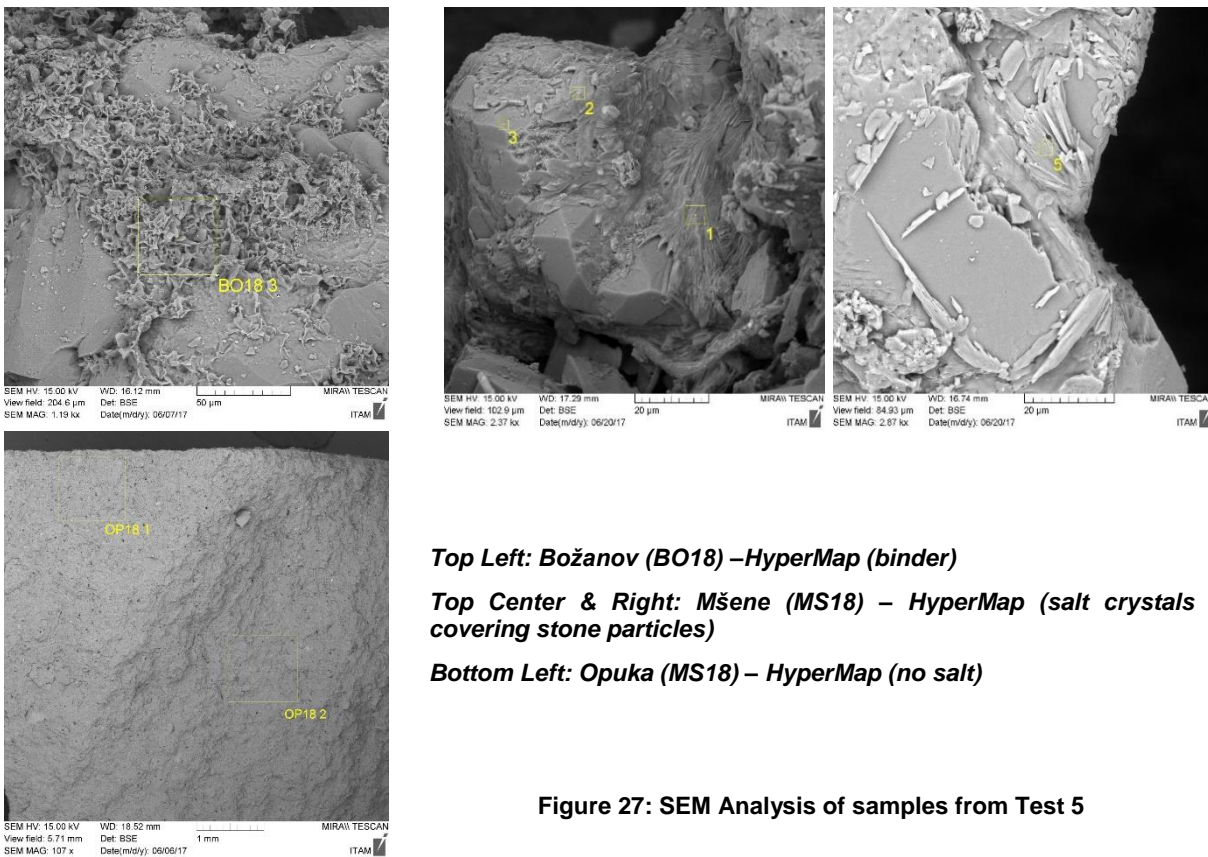 BO18 3
SEM HV: 15.00 kV WD: 16.12 mm MIRA\\ TESCAN
View field: 204.6 µm Det: BSE 50 µm
SEM MAG: 1.19 kx Date(m/d/y): 06/07/17 ITAM
2
3
1
SEM HV: 15.00 kV WD: 17.29 mm MIRA\\ TESCAN
View field: 102.9 µm Det: BSE 20 µm
SEM MAG: 2.37 kx Date(m/d/y): 06/20/17 ITAM
5
SEM HV: 15.00 kV WD: 16.74 mm MIRA\\ TESCAN
View field: 84.93 µm Det: BSE 20 µm
SEM MAG: 2.87 kx Date(m/d/y): 06/20/17 ITAM
OP18 1
OP18 2
SEM HV: 15.00 kV WD: 18.52 mm MIRA\\ TESCAN
View field: 5.71 mm Det: BSE 1 mm
SEM MAG: 107 x Date(m/d/y): 06/06/17 ITAM
Top Left: Božanov (BO18) –HyperMap (binder)
Top Center & Right: Mšene (MS18) – HyperMap (salt crystals
covering stone particles)
Bottom Left: Opuka (MS18) – HyperMap (no salt)
Figure 27: SEM Analysis of samples from Test 5